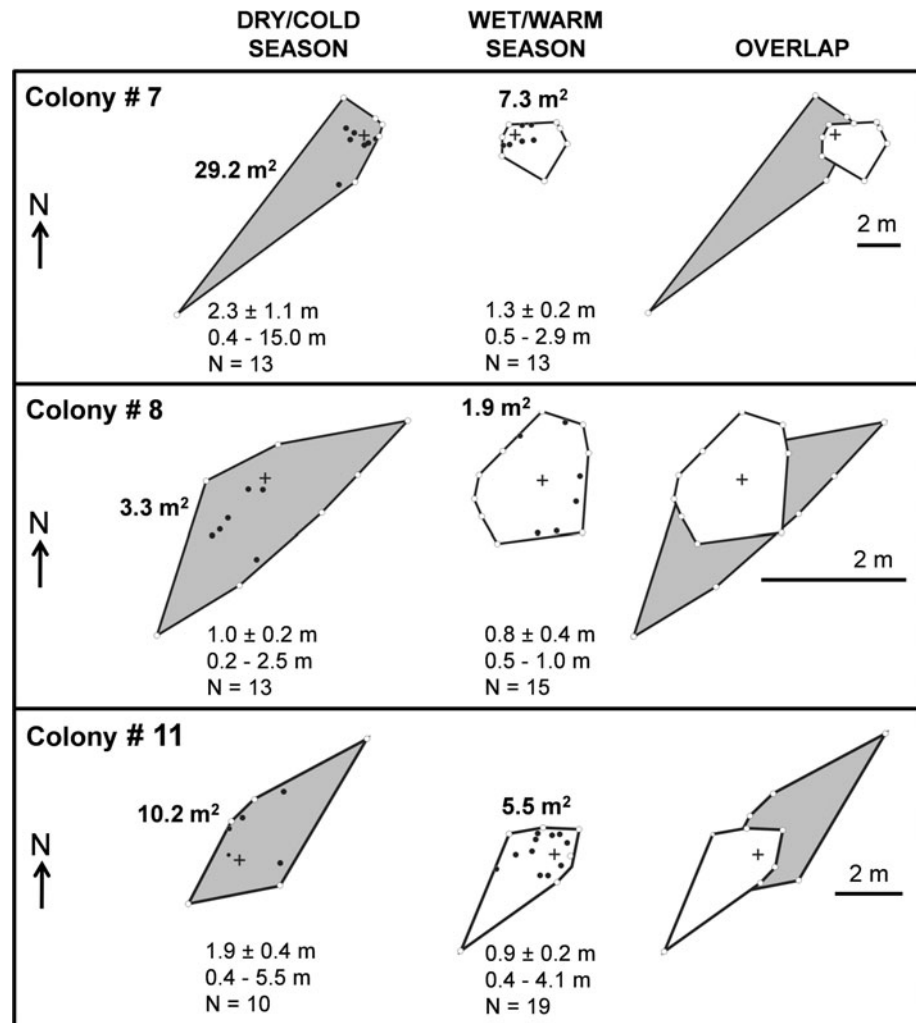 DRY/COLD SEASON
WET/WARM SEASON
OVERLAP
Colony # 7
29.2 m²
7.3 m²
N
2 m
2.3 ± 1.1 m
0.4 - 15.0 m
N = 13
1.3 ± 0.2 m
0.5 - 2.9 m
N = 13
Colony # 8
3.3 m²
1.9 m²
N
2 m
1.0 ± 0.2 m
0.2 - 2.5 m
N = 13
0.8 ± 0.4 m
0.5 - 1.0 m
N = 15
Colony # 11
10.2 m²
5.5 m²
N
2 m
1.9 ± 0.4 m
0.4 - 5.5 m
N = 10
0.9 ± 0.2 m
0.4 - 4.1 m
N = 19